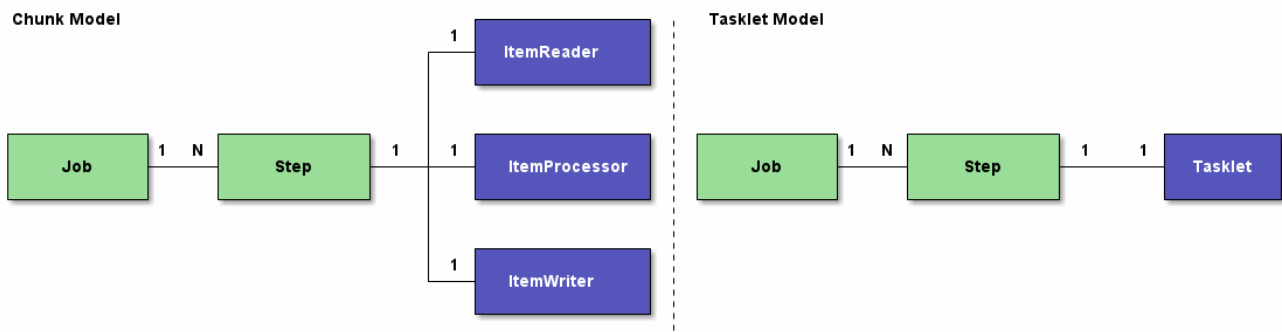 Chunk Model
1
ItemReader
Job
1 N
Step
1
1
ItemProcessor
1
ItemWriter
Tasklet Model
Job
1 N
Step
1 1
Tasklet